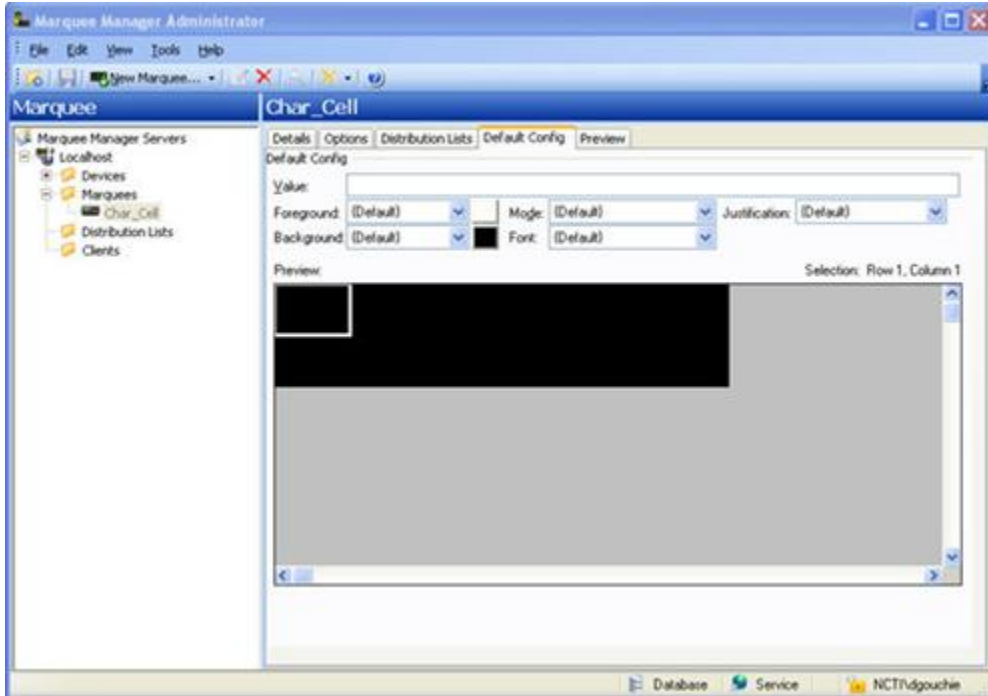 Marquee Manager Administrator
File Edit View Tools Help
New Marquee...
Marquee
Char_Cell
Marquee Manager Servers
Localhost
Devices
Marquees
Char_Cell
Distribution Lists
Clients
Details Options Distribution Lists Default Config Preview
Default Config
Value:
Foreground: (Default) Mode: (Default) Justification: (Default)
Background: (Default) Font: (Default)
Preview: Selection: Row 1, Column 1
Database Service NCTI\dgouchie